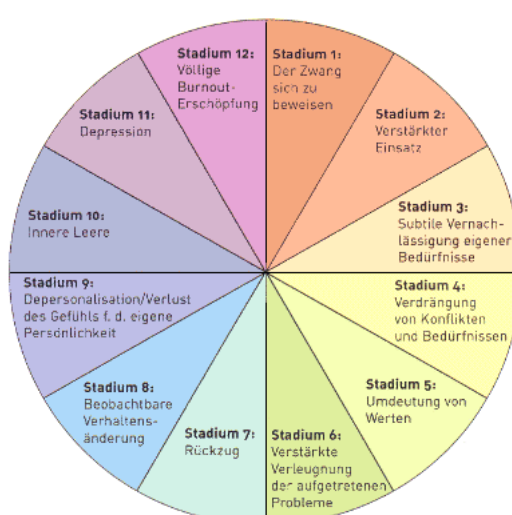 Stadium 1:
Der Zwang
sich zu
beweisen
Stadium 2:
Verstärkter
Einsatz
Stadium 3:
Subtile Vernach-
lässigung eigener
Bedürfnisse
Stadium 4:
Verdrängung
von Konflikten
und Bedürfnissen
Stadium 5:
Umdeutung von
Werten
Stadium 6:
Verstärkte
Verleugnung
der aufgetretenen
Probleme
Stadium 7:
Rückzug
Stadium 8:
Beobachtbare
Verhaltens-
änderung
Stadium 9:
Depersonalisation/Verlust
des Gefühls f. d. eigene
Persönlichkeit
Stadium 10:
Innere Leere
Stadium 11:
Depression
Stadium 12:
Völlige
Burnout-
Erschöpfung